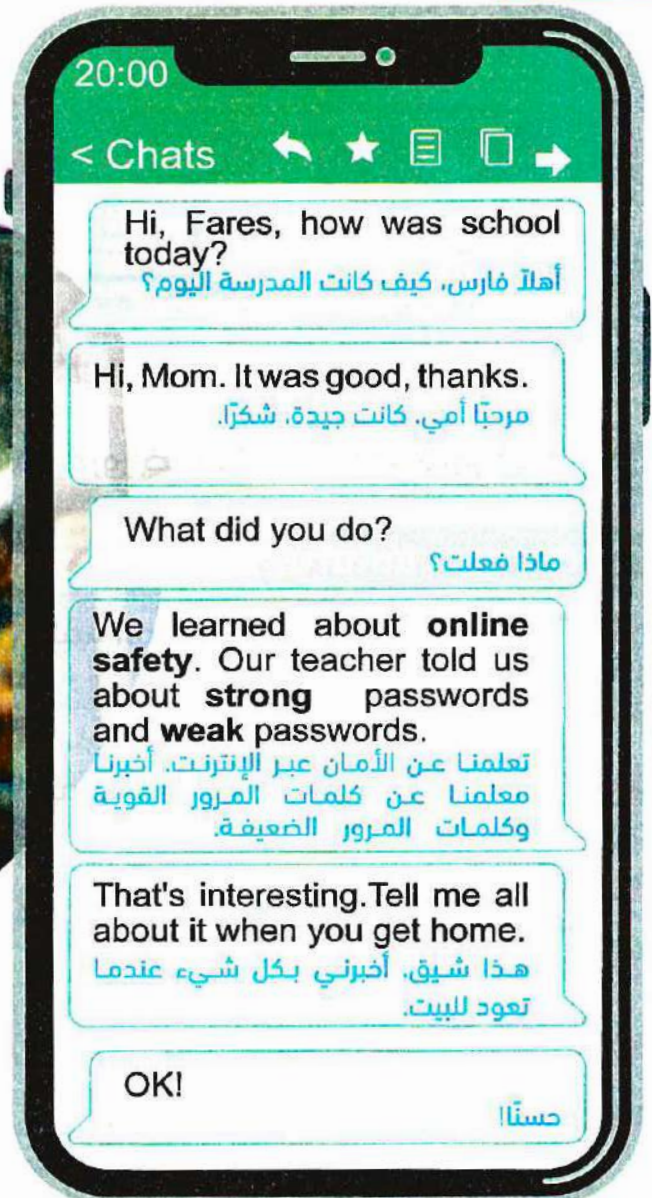 20:00
< Chats
Hi, Fares, how was school
today?
أهلاً فارس، كيف كانت المدرسة اليوم؟
Hi, Mom. It was good, thanks.
مرحبًا أمي. كانت جيدة، شكرًا.
What did you do?
ماذا فعلت؟
We learned about online
safety. Our teacher told us
about strong passwords
and weak passwords.
تعلمنا عن الأمان عبر الإنترنت. أخبرنا
معلمنا عن كلمات المرور القوية
وكلمات المرور الضعيفة.
That's interesting.Tell me all
about it when you get home.
هذا شيق. أخبرني بكل شيء عندما
تعود للبيت.
OK!
حسنًا!